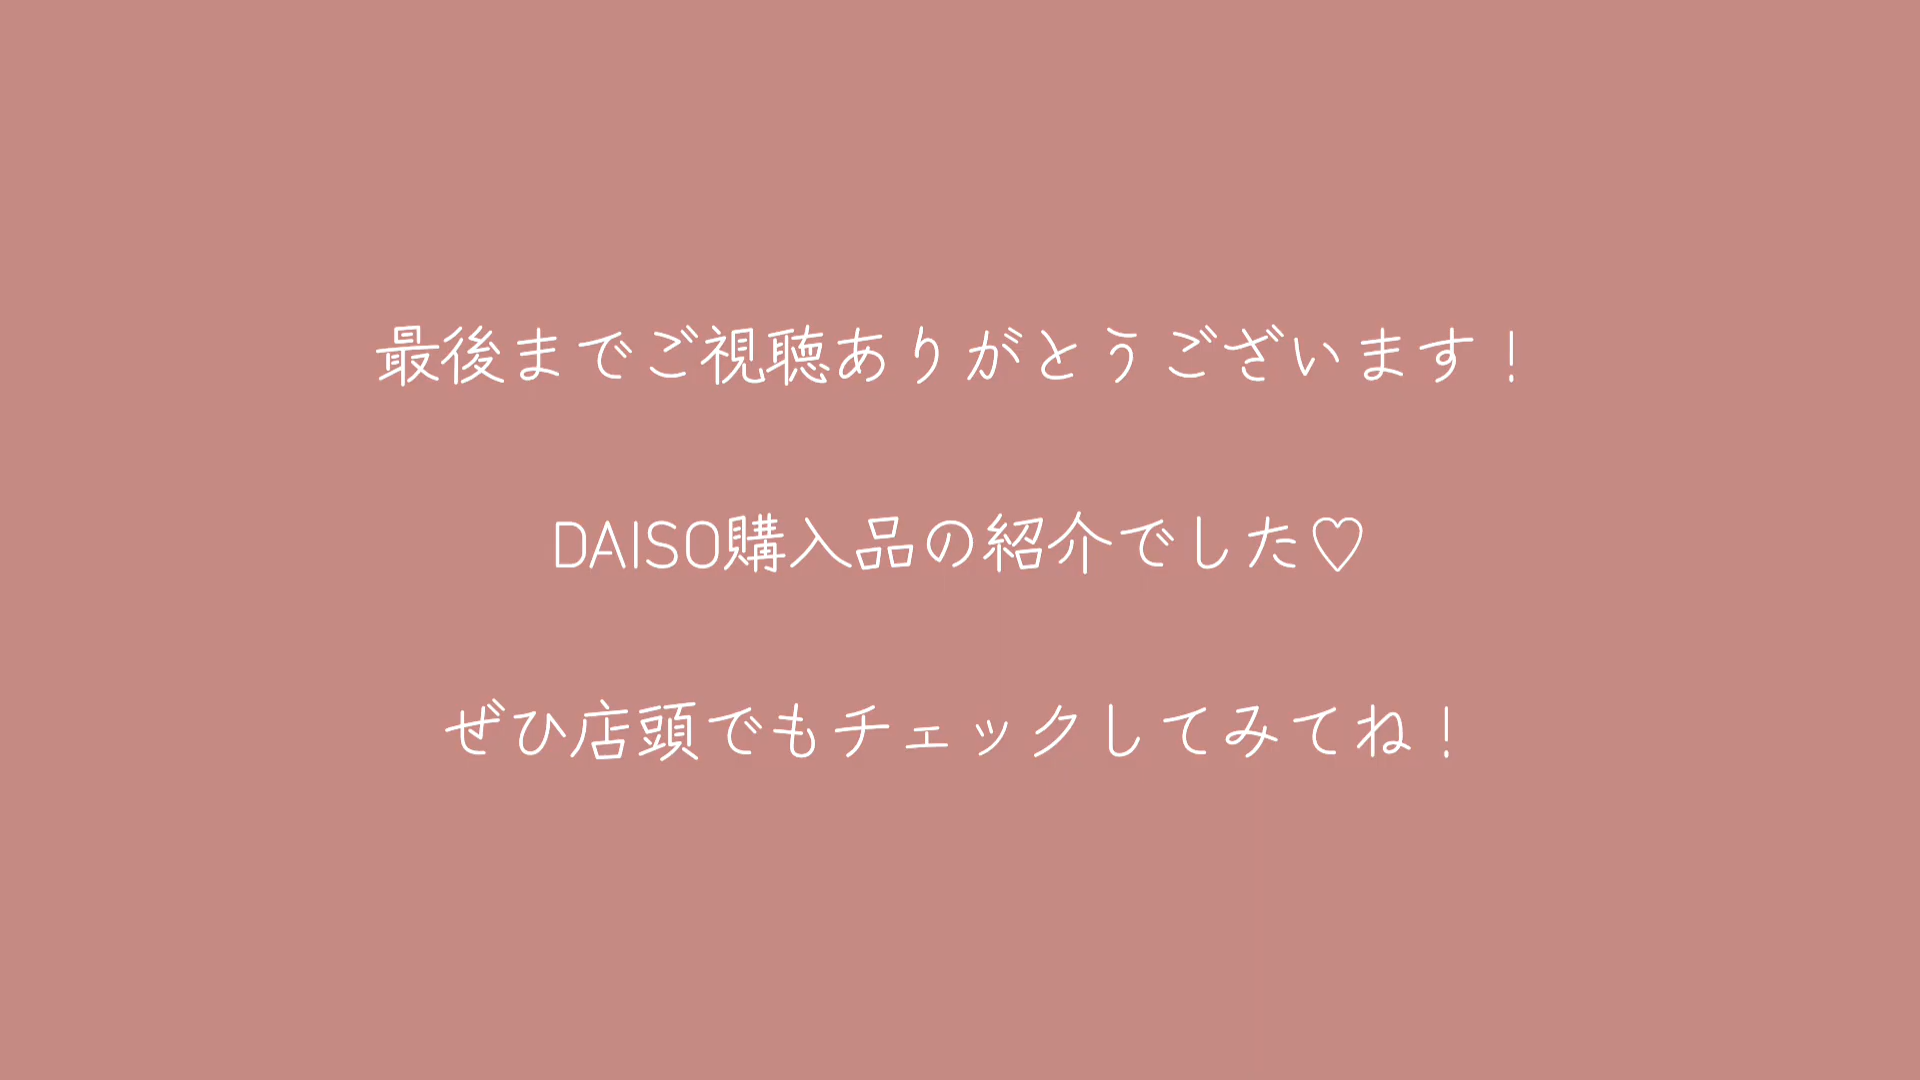 最後までご視聴ありがとうございます！
DAISO購入品の紹介でした♡
ぜひ店頭でもチェックしてみてね！